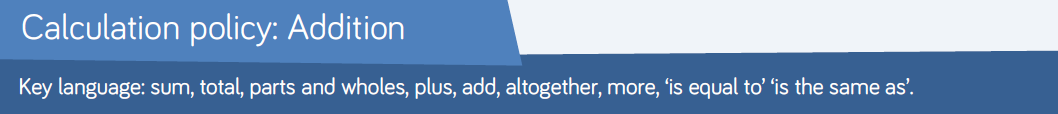 Calculation policy: Addition
Key language: sum, total, parts and wholes, plus, add, altogether, more, ‘is equal to’ ‘is the same as’.